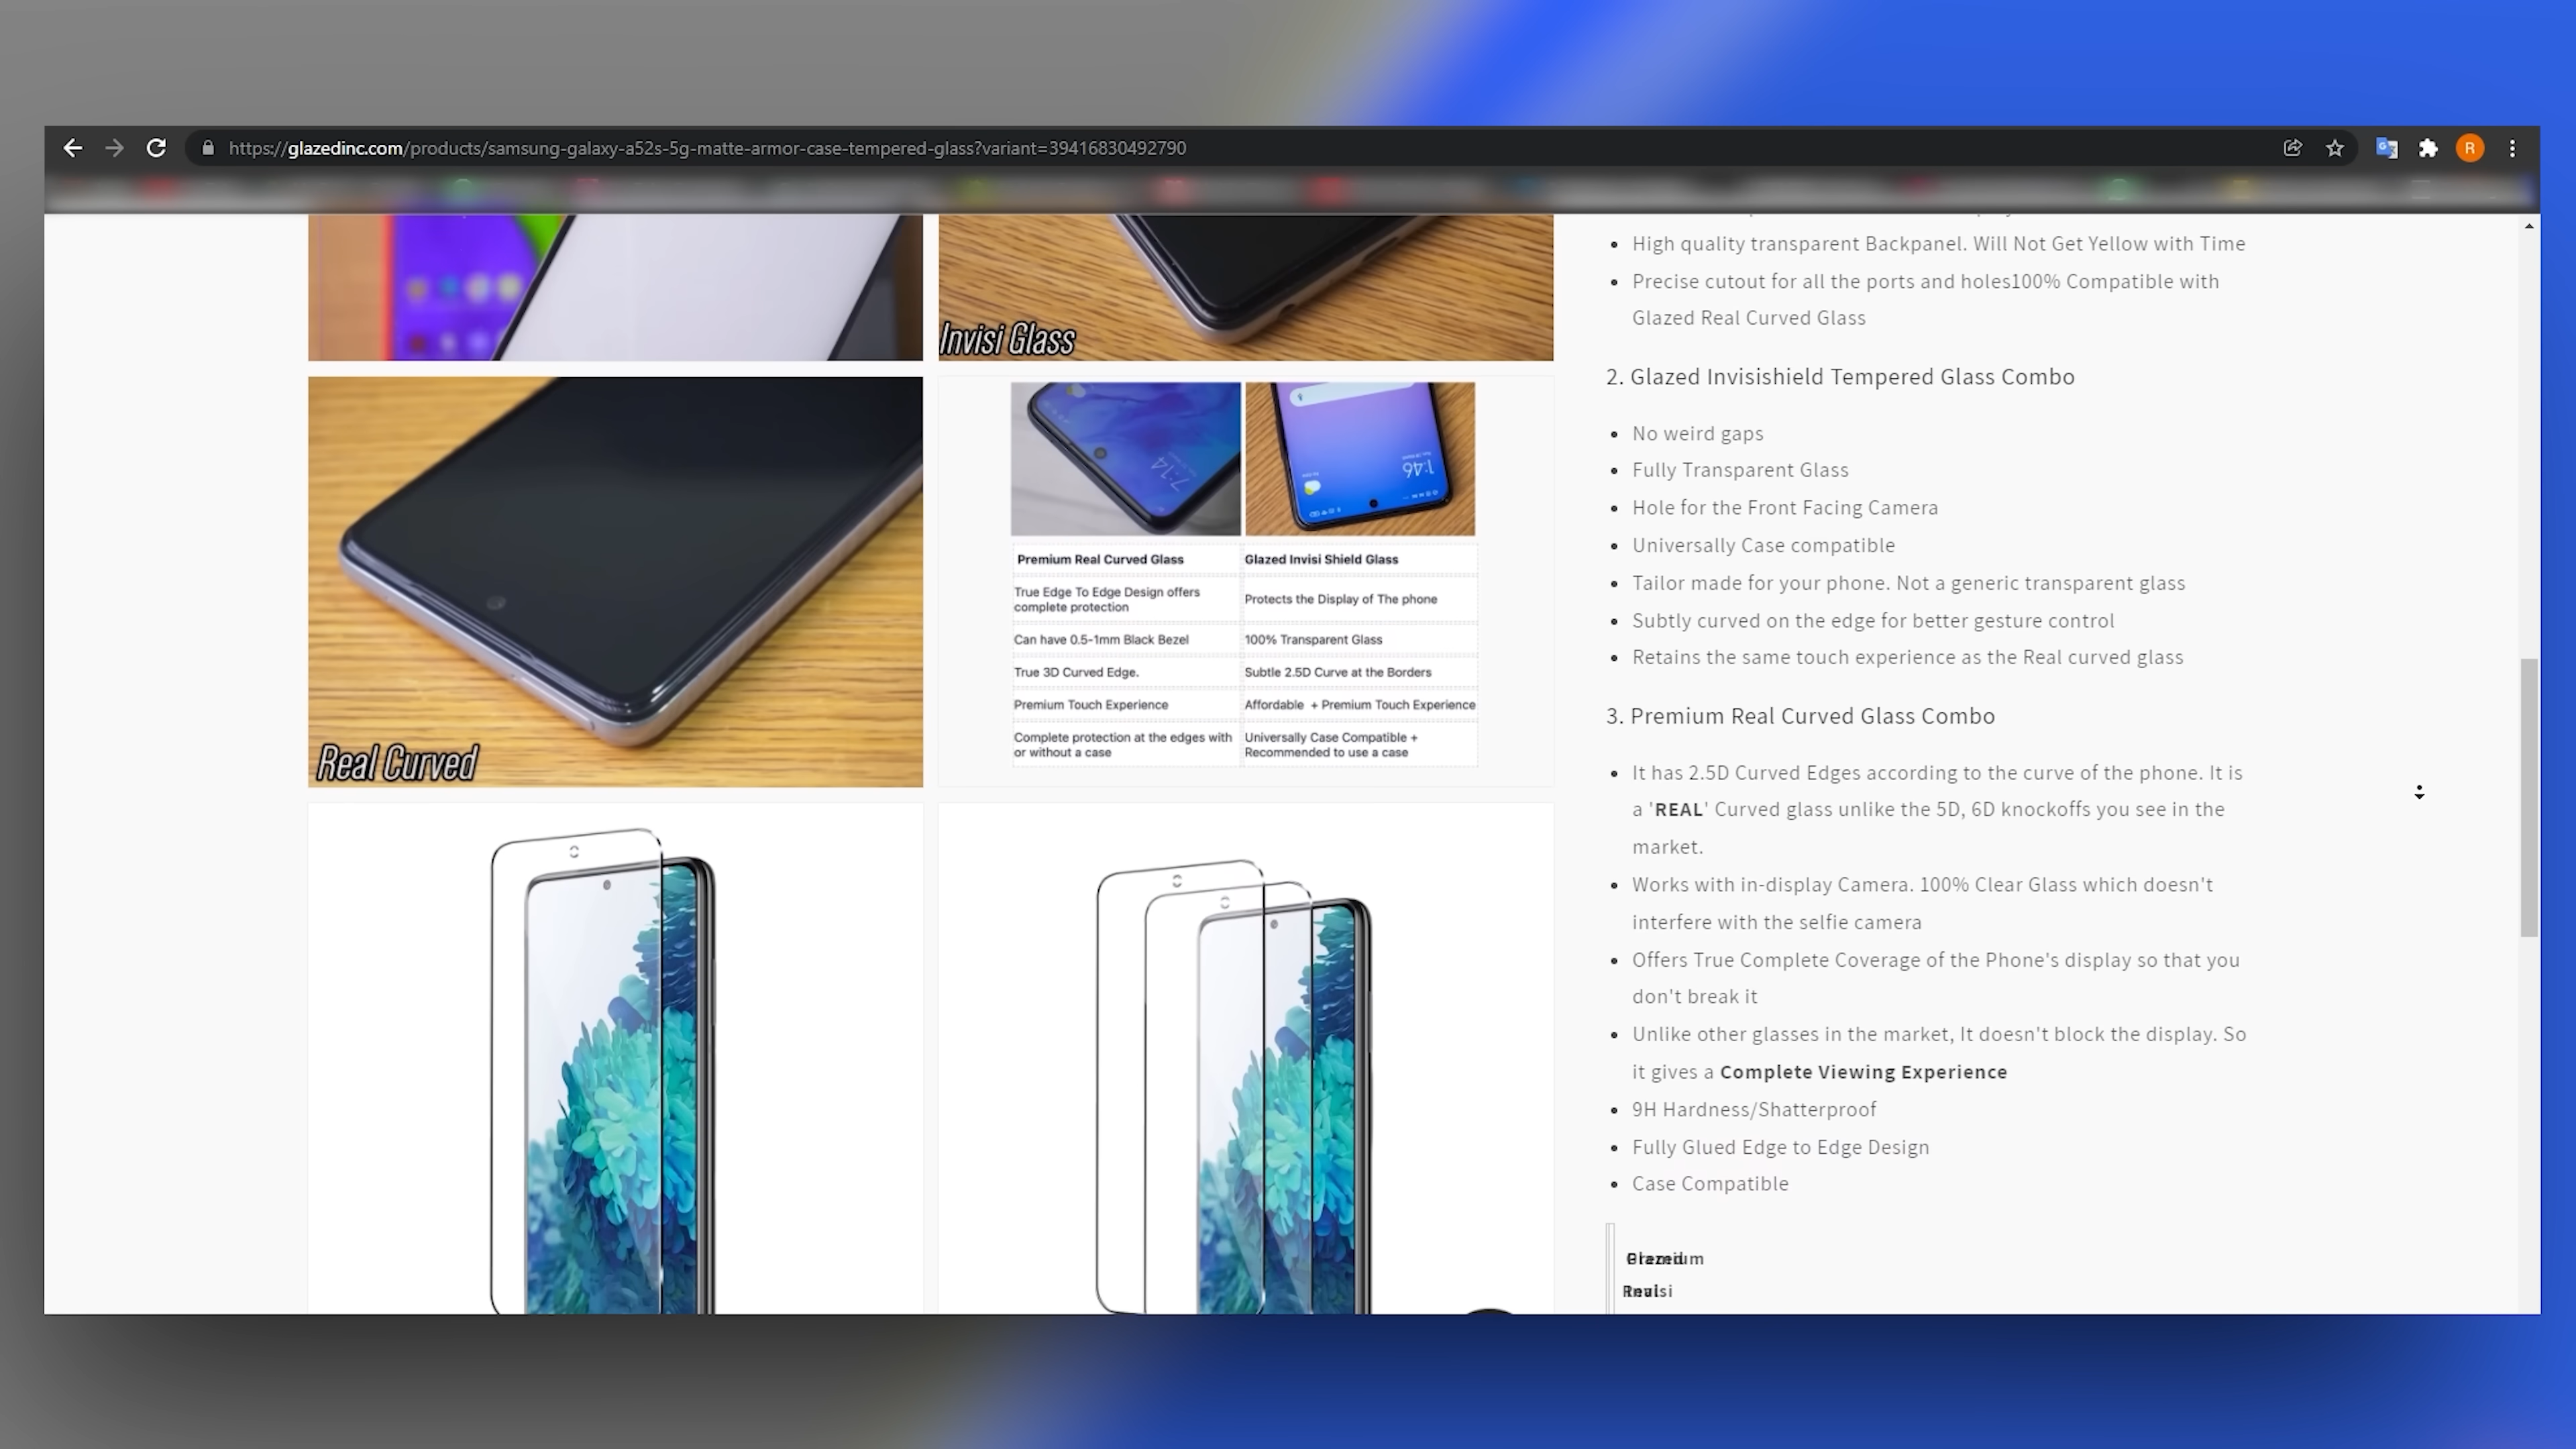 https://glazedinc.com/products/samsung-galaxy-a52s-5g-matte-armor-case-tempered-glass?variant=39416830492790
R
Invisi Glass
Real Curved
7:14
1:46
Premium Real Curved Glass
Glazed Invisi Shield Glass
True Edge To Edge Design offers
complete protection
Protects the Display of The phone
Can have 0.5-1mm Black Bezel
100% Transparent Glass
True 3D Curved Edge.
Subtle 2.5D Curve at the Borders
Premium Touch Experience
Affordable + Premium Touch Experience
Complete protection at the edges with
or without a case
Universally Case Compatible +
Recommended to use a case
• High quality transparent Backpanel. Will Not Get Yellow with Time
• Precise cutout for all the ports and holes100% Compatible with
Glazed Real Curved Glass
2. Glazed Invisishield Tempered Glass Combo
• No weird gaps
• Fully Transparent Glass
• Hole for the Front Facing Camera
• Universally Case compatible
• Tailor made for your phone. Not a generic transparent glass
• Subtly curved on the edge for better gesture control
• Retains the same touch experience as the Real curved glass
3. Premium Real Curved Glass Combo
• It has 2.5D Curved Edges according to the curve of the phone. It is
a 'REAL' Curved glass unlike the 5D, 6D knockoffs you see in the
market.
• Works with in-display Camera. 100% Clear Glass which doesn't
interfere with the selfie camera
• Offers True Complete Coverage of the Phone's display so that you
don't break it
• Unlike other glasses in the market, It doesn't block the display. So
it gives a Complete Viewing Experience
• 9H Hardness/Shatterproof
• Fully Glued Edge to Edge Design
• Case Compatible